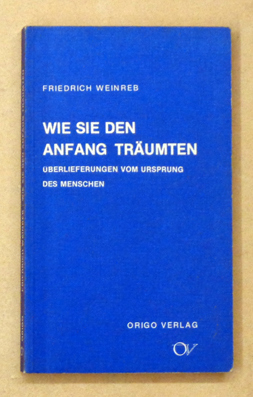 FRIEDRICH WEINREB
WIE SIE DEN
ANFANG TRÄUMTEN
ÜBERLIEFERUNGEN VOM URSPRUNG
DES MENSCHEN
ORIGO VERLAG
OV